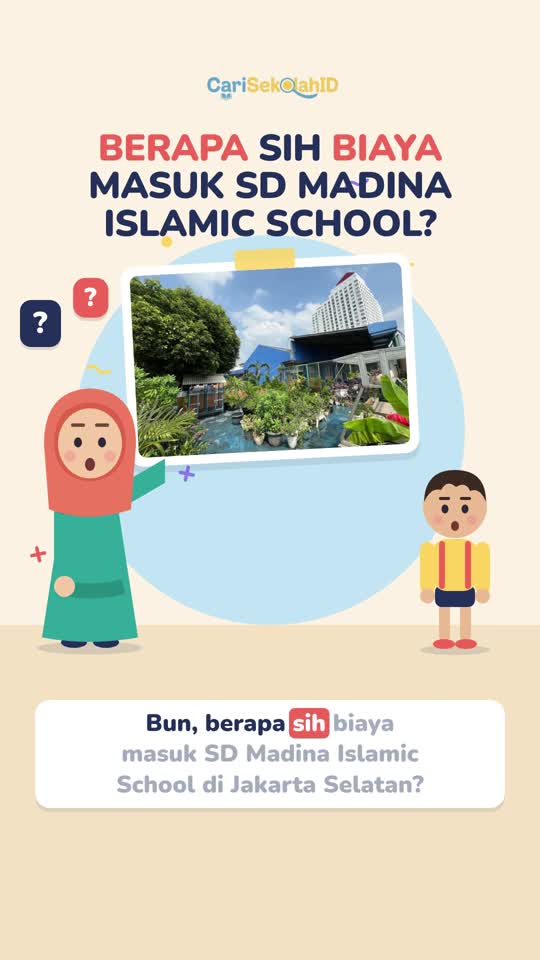 CariSekolahID
BERAPA SIH BIAYA
MASUK SD MADINA
ISLAMIC SCHOOL?
?
?
Bun, berapa sih biaya
masuk SD Madina Islamic
School di Jakarta Selatan?